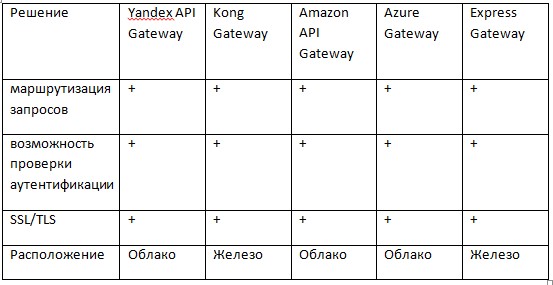 Решение Yandex API Gateway Kong Gateway Amazon API Gateway Azure Gateway Express Gateway
маршрутизация запросов + + + + +
возможность проверки аутентификации + + + + +
SSL/TLS + + + + +
Расположение Облако Железо Облако Облако Железо